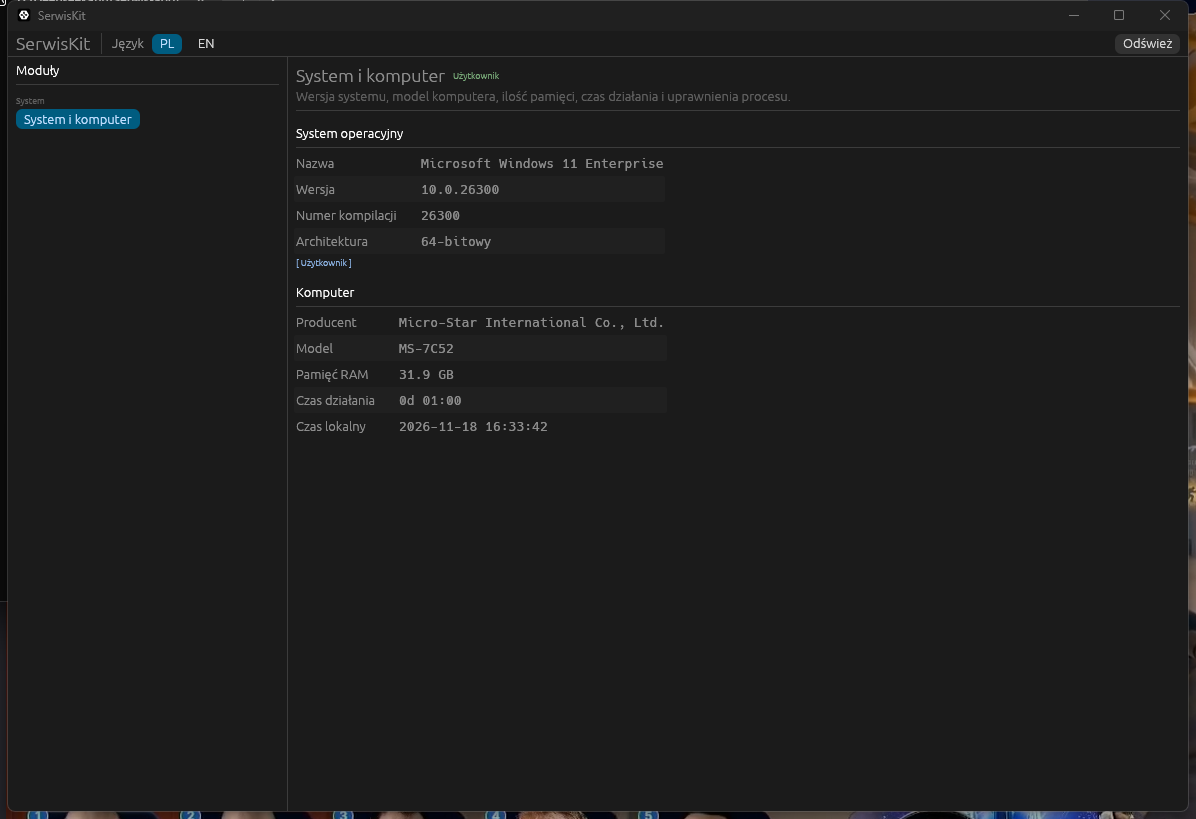 SerwisKit
SerwisKit Język PL EN Odśwież
Moduły
System
System i komputer
System i komputer Użytkownik
Wersja systemu, model komputera, ilość pamięci, czas działania i uprawnienia procesu.
System operacyjny
Nazwa Microsoft Windows 11 Enterprise
Wersja 10.0.26300
Numer kompilacji 26300
Architektura 64-bitowy
[ Użytkownik ]
Komputer
Producent Micro-Star International Co., Ltd.
Model MS-7C52
Pamięć RAM 31.9 GB
Czas działania 0d 01:00
Czas lokalny 2026-11-18 16:33:42
1 2 3 4 5